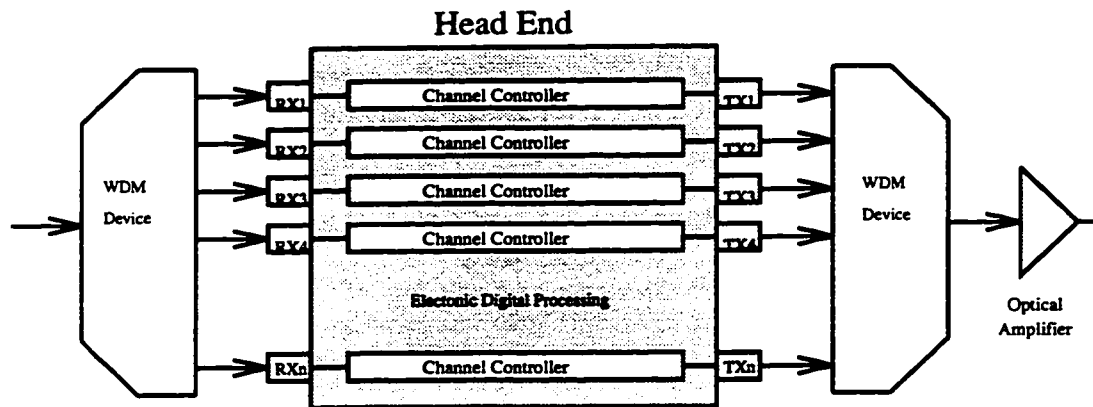 Head End
RX1 Channel Controller TX1
RX2 Channel Controller TX2
WDM
Device
RX3 Channel Controller TX3
WDM
Device
RX4 Channel Controller TX4
Electonic Digital Processing
Optical
Amplifier
RXn Channel Controller TXn